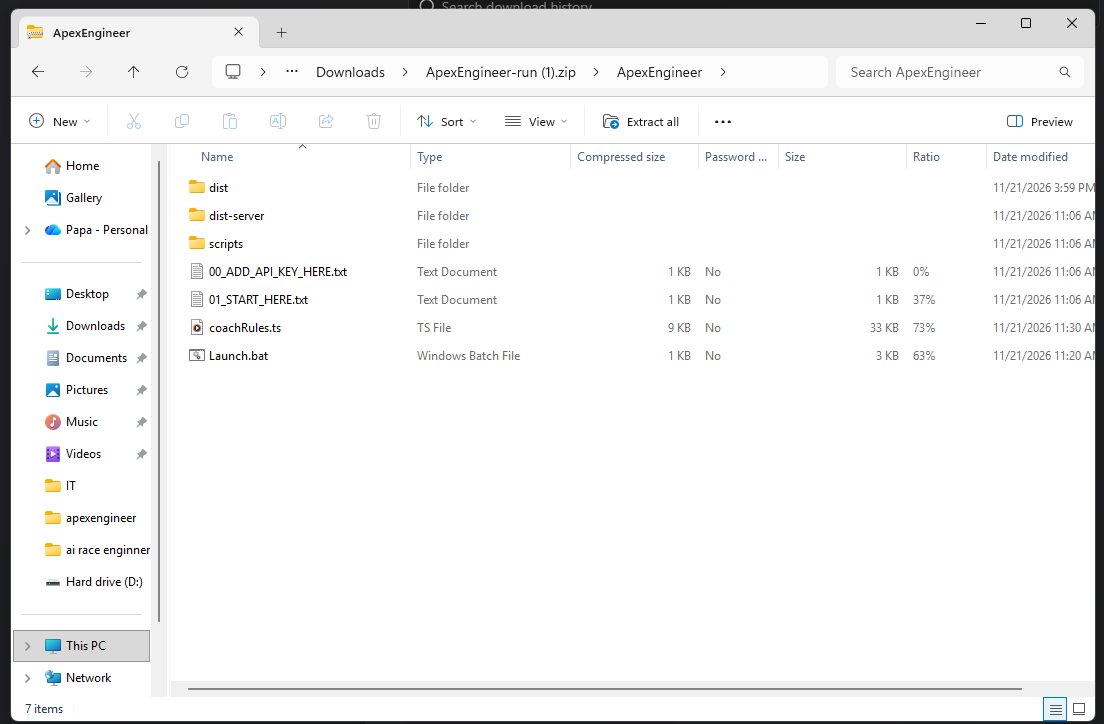 Search download history
ApexEngineer
... Downloads > ApexEngineer-run (1).zip > ApexEngineer >
Search ApexEngineer
New
Sort
View
Extract all
...
Preview
Home
Gallery
Papa - Personal
Desktop
Downloads
Documents
Pictures
Music
Videos
IT
apexengineer
ai race enginner
Hard drive (D:)
This PC
Network
Name Type Compressed size Password ... Size Ratio Date modified
dist File folder 11/21/2026 3:59 PM
dist-server File folder 11/21/2026 11:06 AM
scripts File folder 11/21/2026 11:06 AM
00_ADD_API_KEY_HERE.txt Text Document 1 KB No 1 KB 0% 11/21/2026 11:06 AM
01_START_HERE.txt Text Document 1 KB No 1 KB 37% 11/21/2026 11:06 AM
coachRules.ts TS File 9 KB No 33 KB 73% 11/21/2026 11:30 AM
Launch.bat Windows Batch File 1 KB No 3 KB 63% 11/21/2026 11:20 AM
7 items